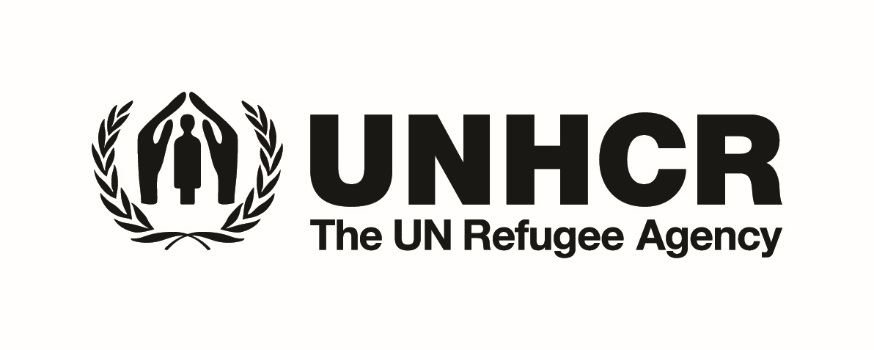 UNHCR
The UN Refugee Agency